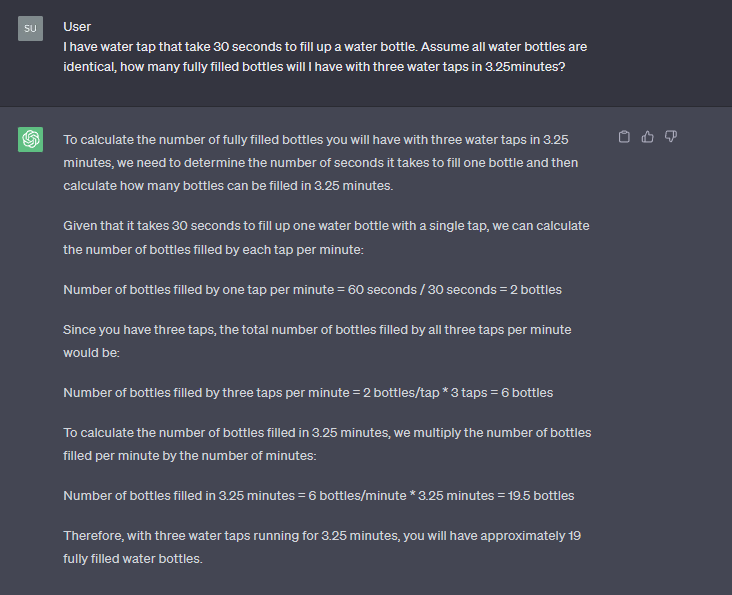 SU
User
I have water tap that take 30 seconds to fill up a water bottle. Assume all water bottles are
identical, how many fully filled bottles will I have with three water taps in 3.25minutes?
To calculate the number of fully filled bottles you will have with three water taps in 3.25
minutes, we need to determine the number of seconds it takes to fill one bottle and then
calculate how many bottles can be filled in 3.25 minutes.
Given that it takes 30 seconds to fill up one water bottle with a single tap, we can calculate
the number of bottles filled by each tap per minute:
Number of bottles filled by one tap per minute = 60 seconds / 30 seconds = 2 bottles
Since you have three taps, the total number of bottles filled by all three taps per minute
would be:
Number of bottles filled by three taps per minute = 2 bottles/tap * 3 taps = 6 bottles
To calculate the number of bottles filled in 3.25 minutes, we multiply the number of bottles
filled per minute by the number of minutes:
Number of bottles filled in 3.25 minutes = 6 bottles/minute * 3.25 minutes = 19.5 bottles
Therefore, with three water taps running for 3.25 minutes, you will have approximately 19
fully filled water bottles.